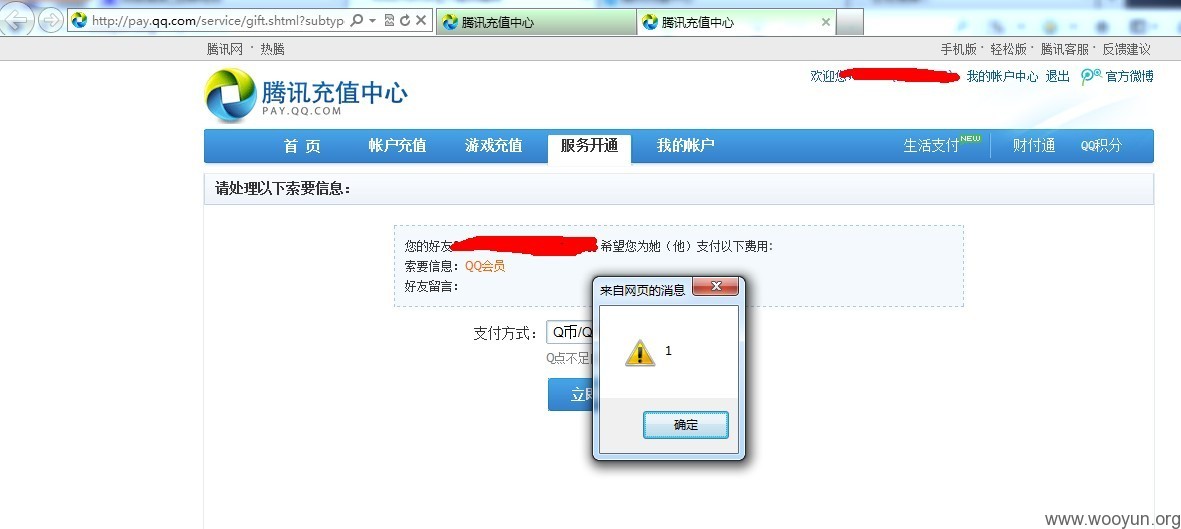 http://pay.qq.com/service/gift.shtml?subtyp
腾讯充值中心
腾讯充值中心
腾讯网 · 热腾
手机版 · 轻松版 · 腾讯客服 · 反馈建议
欢迎您
我的帐户中心 退出 官方微博
腾讯充值中心
PAY.QQ.COM
首 页 帐户充值 游戏充值 服务开通 我的帐户 生活支付 NEW 财付通 QQ积分
请处理以下索要信息：
您的好友 希望您为她（他）支付以下费用：
索要信息：QQ会员
好友留言：
来自网页的消息
1
支付方式： Q币/Q
Q点不足
立即
确定
www.wooyun.org